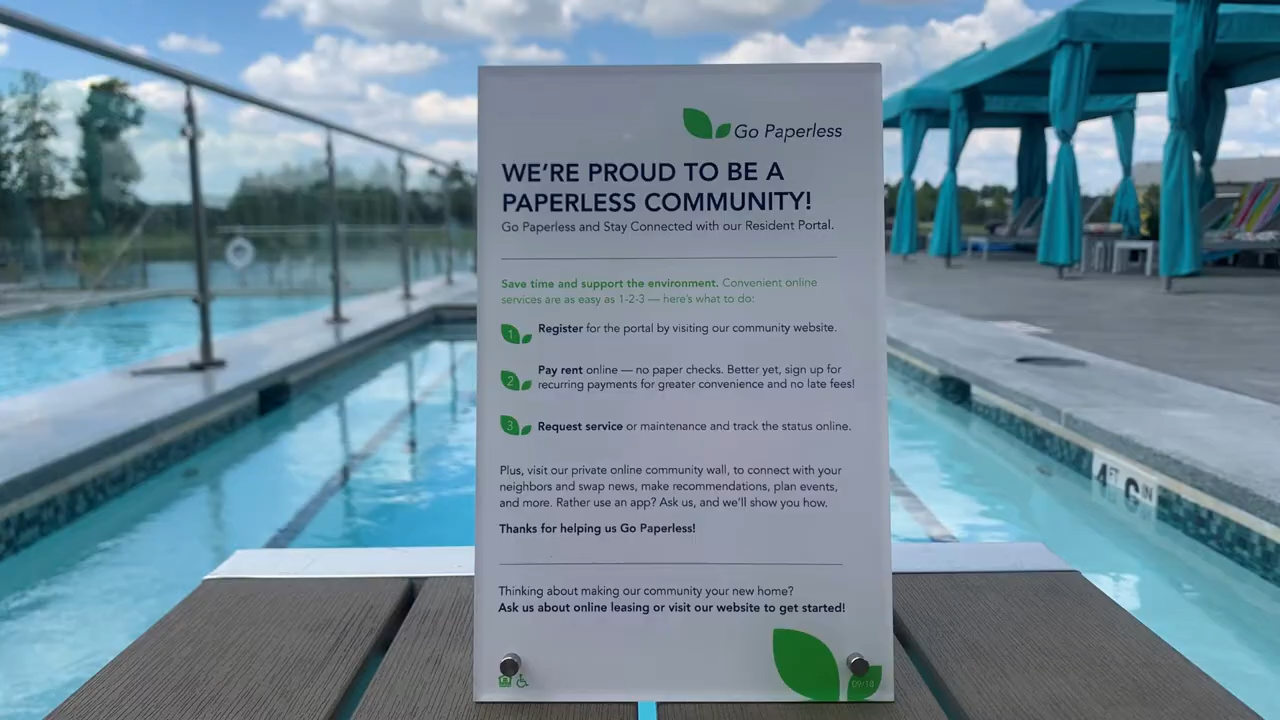 Go Paperless
WE'RE PROUD TO BE A
PAPERLESS COMMUNITY!
Go Paperless and Stay Connected with our Resident Portal.
Save time and support the environment. Convenient online
services are as easy as 1-2-3 — here's what to do:
1 Register for the portal by visiting our community website.
2 Pay rent online — no paper checks. Better yet, sign up for
recurring payments for greater convenience and no late fees!
3 Request service or maintenance and track the status online.
Plus, visit our private online community wall, to connect with your
neighbors and swap news, make recommendations, plan events,
and more. Rather use an app? Ask us, and we'll show you how.
Thanks for helping us Go Paperless!
Thinking about making our community your new home?
Ask us about online leasing or visit our website to get started!
09/18
4 FT IN